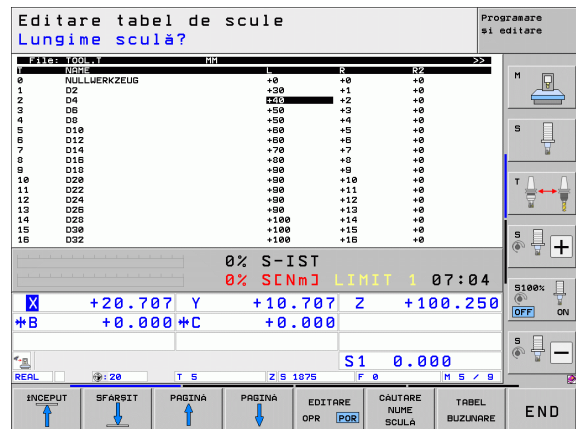 Editare tabel de scule
Lungime sculă?
Programare
si editare
File: TOOL.T MM >>
T NAME L R R2
0 NULLWERKZEUG +0 +0 +0
1 D2 +30 +1 +0
2 D4 +40 +2 +0
3 D6 +50 +3 +0
4 D8 +50 +4 +0
5 D10 +60 +5 +0
6 D12 +60 +6 +0
7 D14 +70 +7 +0
8 D16 +80 +8 +0
9 D18 +90 +9 +0
10 D20 +90 +10 +0
11 D22 +90 +11 +0
12 D24 +90 +12 +0
13 D26 +90 +13 +0
14 D28 +100 +14 +0
15 D30 +100 +15 +0
16 D32 +100 +16 +0
0% S-IST
0% S[Nm] LIMIT 1 07:04
X +20.707 Y +10.707 Z +100.250
B +0.000 C +0.000
S1 0.000
REAL :20 T 5 Z S 1875 F 0 M 5 / 9
M
S
T
S +
S100%
OFF ON
S -
ÎNCEPUT
SFÂRŞIT
PAGINĂ
PAGINĂ
EDITARE
OPR POR
CĂUTARE
NUME
SCULĂ
TABEL
BUZUNARE
END